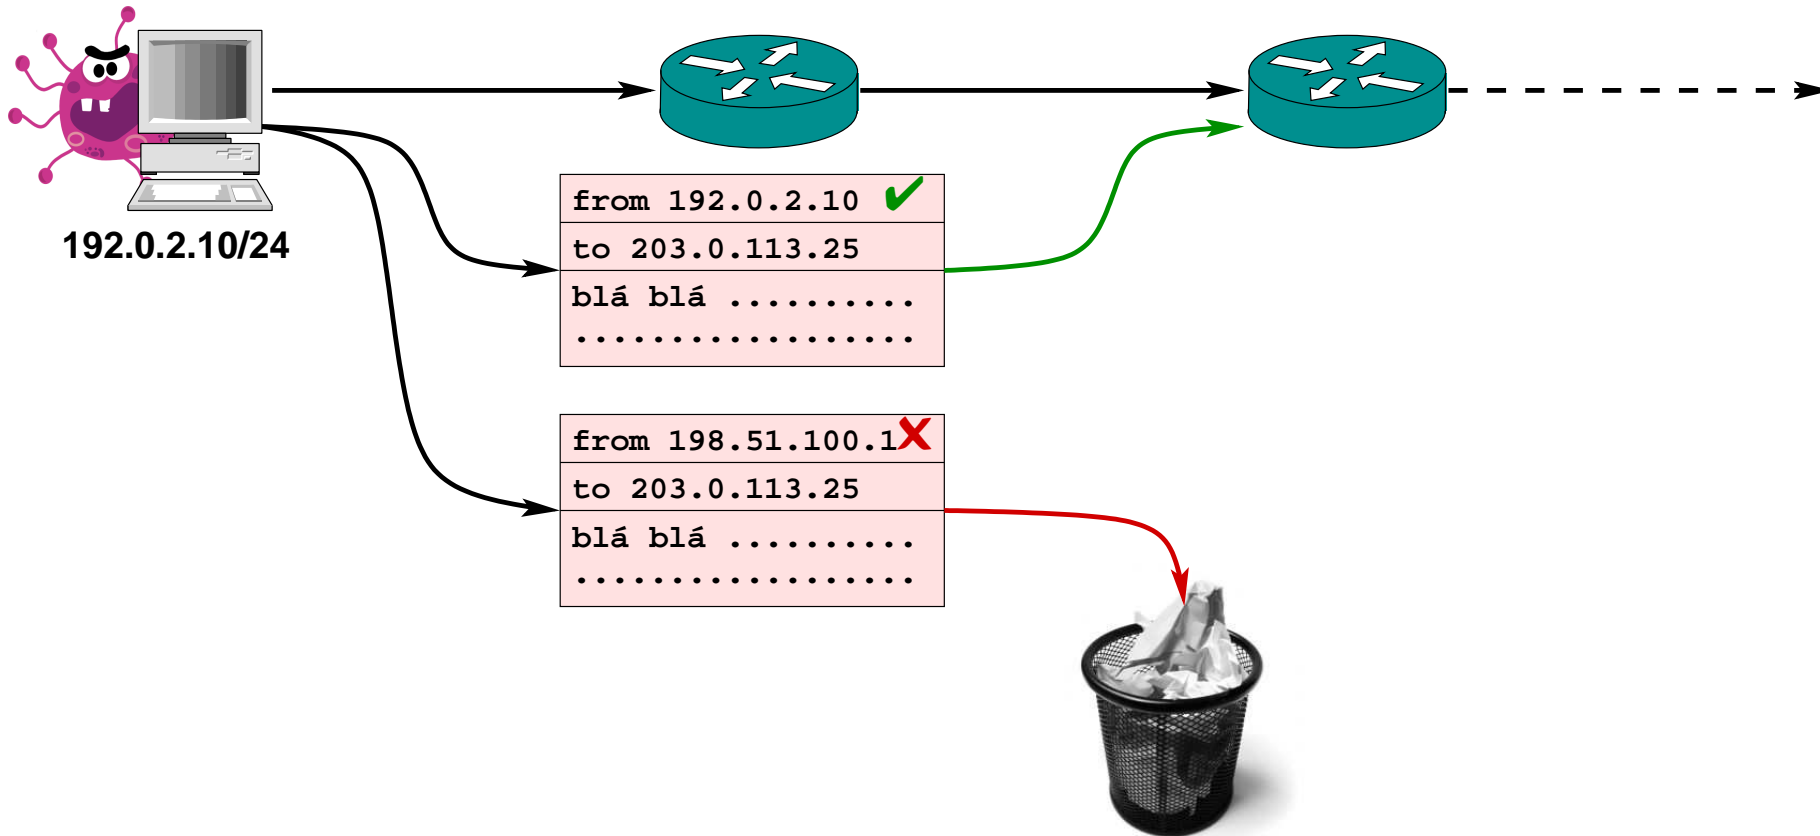 192.0.2.10/24
from 192.0.2.10
to 203.0.113.25
blá blá ..........
..................
from 198.51.100.1
to 203.0.113.25
blá blá ..........
..................